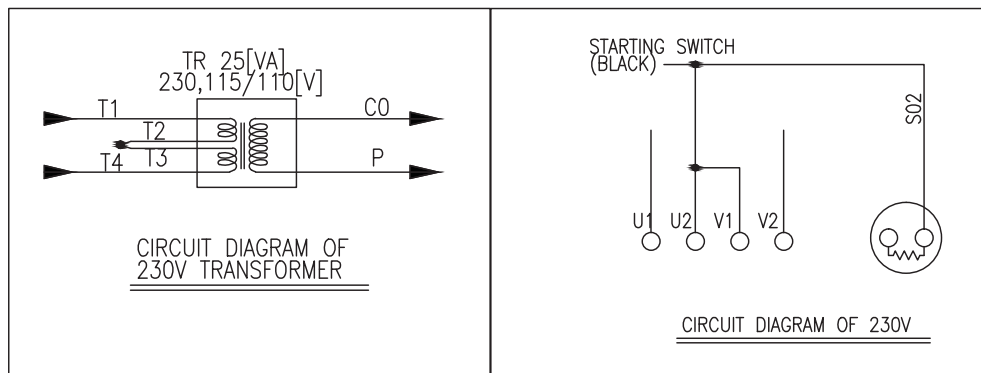 TR 25[VA]
230,115/110[V]
T1
CO
T2
T3
T4
P
CIRCUIT DIAGRAM OF
230V TRANSFORMER
STARTING SWITCH
(BLACK)
S02
U1 U2 V1 V2
CIRCUIT DIAGRAM OF 230V